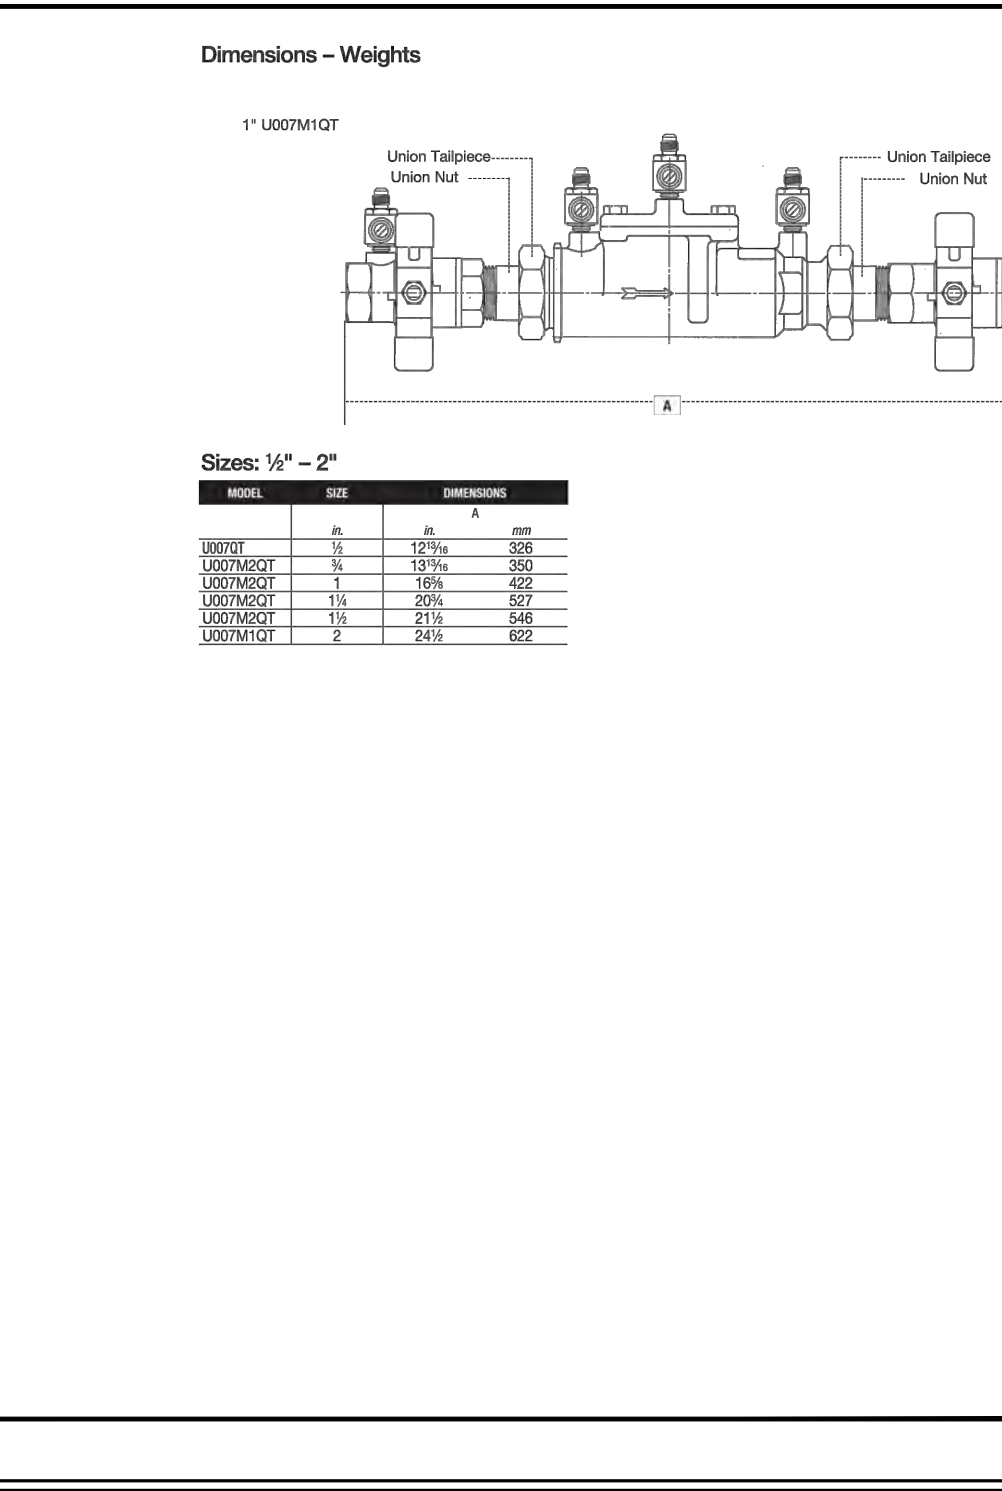 Dimensions – Weights
1" U007M1QT
Union Tailpiece
Union Nut
Union Tailpiece
Union Nut
A
Sizes: ½" – 2"
MODEL SIZE DIMENSIONS
A
in. in. mm
U007QT ½ 12¹³⁄₁₆ 326
U007M2QT ¾ 13¹³⁄₁₆ 350
U007M2QT 1 16⅝ 422
U007M2QT 1¼ 20¾ 527
U007M2QT 1½ 21½ 546
U007M1QT 2 24½ 622